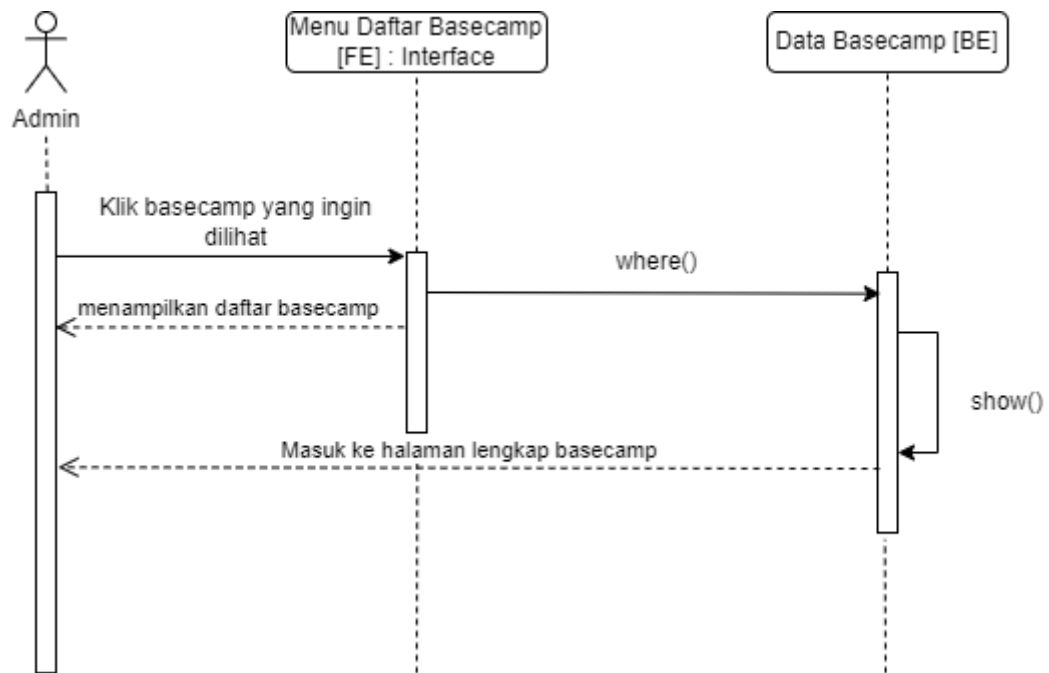 Menu Daftar Basecamp
[FE] : Interface
Data Basecamp [BE]
Admin
Klik basecamp yang ingin
dilihat
where()
menampilkan daftar basecamp
show()
Masuk ke halaman lengkap basecamp